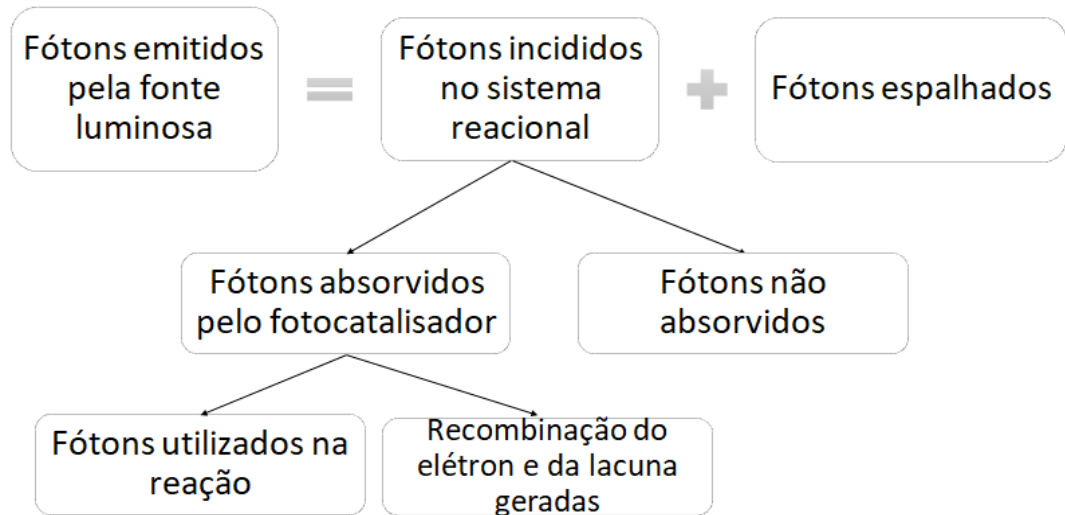 Fótons emitidos
pela fonte
luminosa
=
Fótons incididos
no sistema
reacional
+
Fótons espalhados
Fótons absorvidos
pelo fotocatalisador
Fótons não
absorvidos
Fótons utilizados na
reação
Recombinação do
elétron e da lacuna
geradas